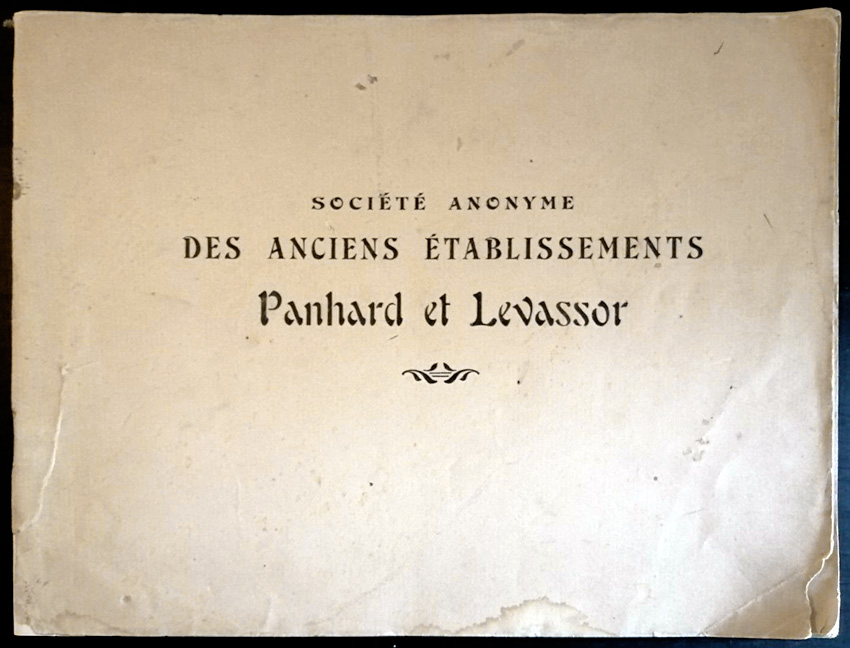 SOCIÉTÉ ANONYME
DES ANCIENS ÉTABLISSEMENTS
Panhard et Levassor